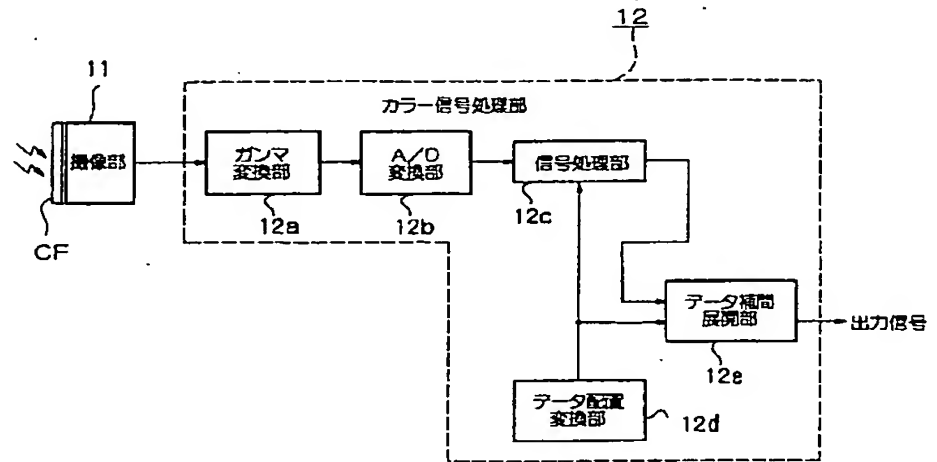 12
11
カラー信号処理部
撮像部
ガンマ
変換部
A/D
変換部
信号処理部
12a
12b
12c
CF
データ補間
展開部
出力信号
12e
データ配置
変換部
12d